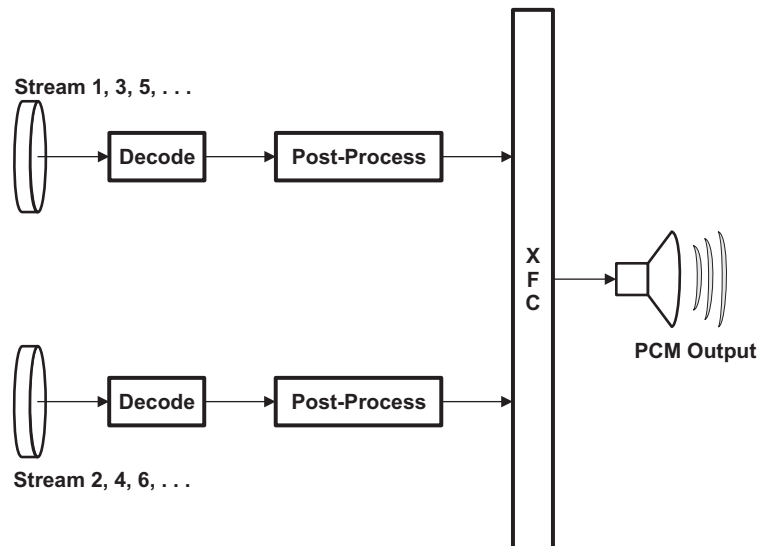 Stream 1, 3, 5, . . .
Decode
Post-Process
X
F
C
PCM Output
Decode
Post-Process
Stream 2, 4, 6, . . .